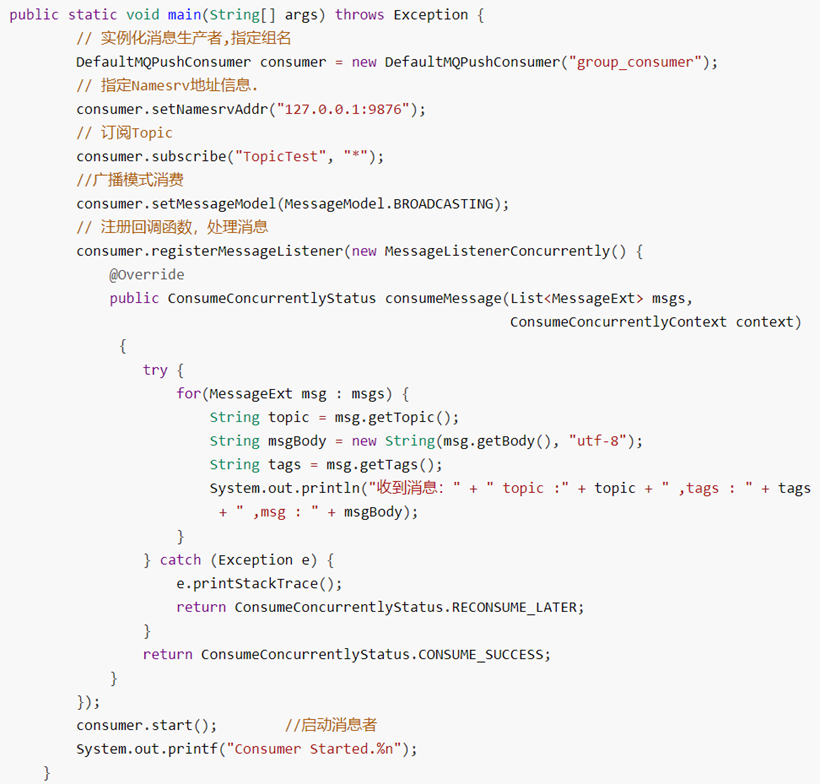 public static void main(String[] args) throws Exception {
// 实例化消息生产者,指定组名
DefaultMQPushConsumer consumer = new DefaultMQPushConsumer("group_consumer");
// 指定Namesrv地址信息.
consumer.setNamesrvAddr("127.0.0.1:9876");
// 订阅Topic
consumer.subscribe("TopicTest", "*");
//广播模式消费
consumer.setMessageModel(MessageModel.BROADCASTING);
// 注册回调函数，处理消息
consumer.registerMessageListener(new MessageListenerConcurrently() {
@Override
public ConsumeConcurrentlyStatus consumeMessage(List<MessageExt> msgs,
ConsumeConcurrentlyContext context)
{
try {
for(MessageExt msg : msgs) {
String topic = msg.getTopic();
String msgBody = new String(msg.getBody(), "utf-8");
String tags = msg.getTags();
System.out.println("收到消息：" + " topic :" + topic + " ,tags : " + tags
+ " ,msg : " + msgBody);
}
} catch (Exception e) {
e.printStackTrace();
return ConsumeConcurrentlyStatus.RECONSUME_LATER;
}
return ConsumeConcurrentlyStatus.CONSUME_SUCCESS;
}
});
consumer.start(); //启动消息者
System.out.printf("Consumer Started.%n");
}